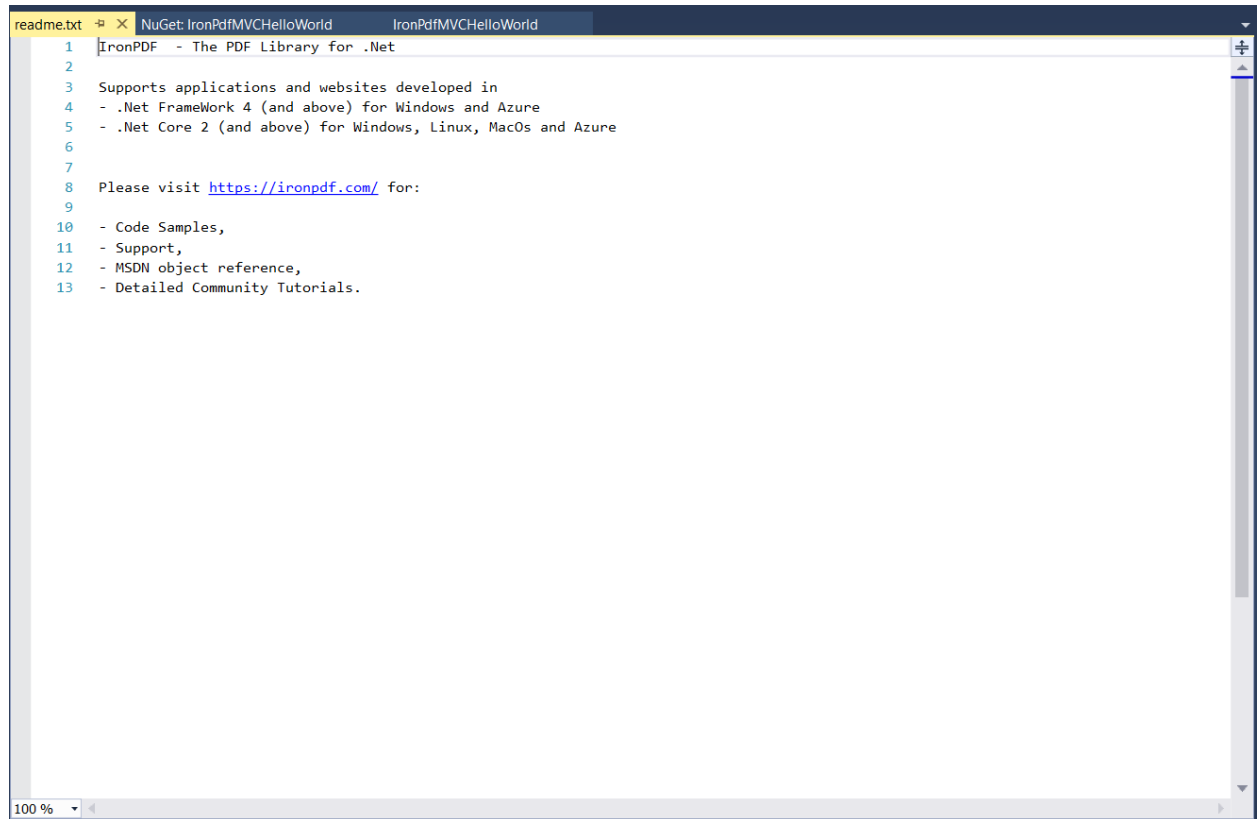 readme.txt NuGet: IronPdfMVCHelloWorld IronPdfMVCHelloWorld
1 IronPDF  - The PDF Library for .Net
2
3 Supports applications and websites developed in
4 - .Net FrameWork 4 (and above) for Windows and Azure
5 - .Net Core 2 (and above) for Windows, Linux, MacOs and Azure
6
7
8 Please visit https://ironpdf.com/ for:
9
10 - Code Samples,
11 - Support,
12 - MSDN object reference,
13 - Detailed Community Tutorials.
100 %